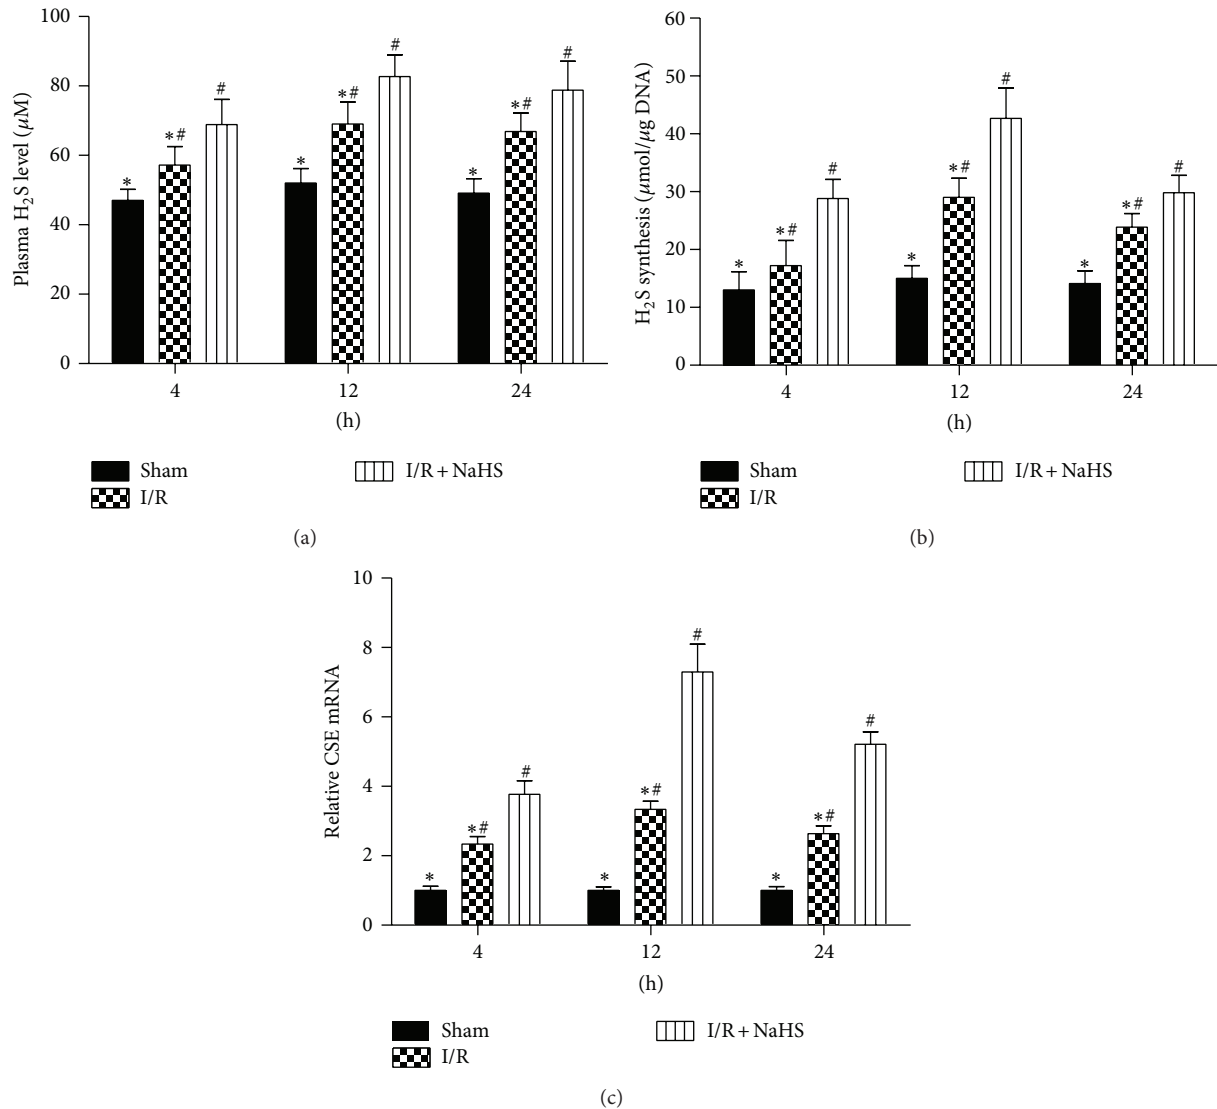 100
80
60
40
20
0
Plasma H₂S level (μM)
* *# #
* *# #
* *# #
4 12 24
(h)
Sham
I/R
I/R + NaHS
(a)
60
50
40
30
20
10
0
H₂S synthesis (μmol/μg DNA)
* *# #
* *# #
* *# #
4 12 24
(h)
Sham
I/R
I/R + NaHS
(b)
10
8
6
4
2
0
Relative CSE mRNA
* *# #
* *# #
* *# #
4 12 24
(h)
Sham
I/R
I/R + NaHS
(c)